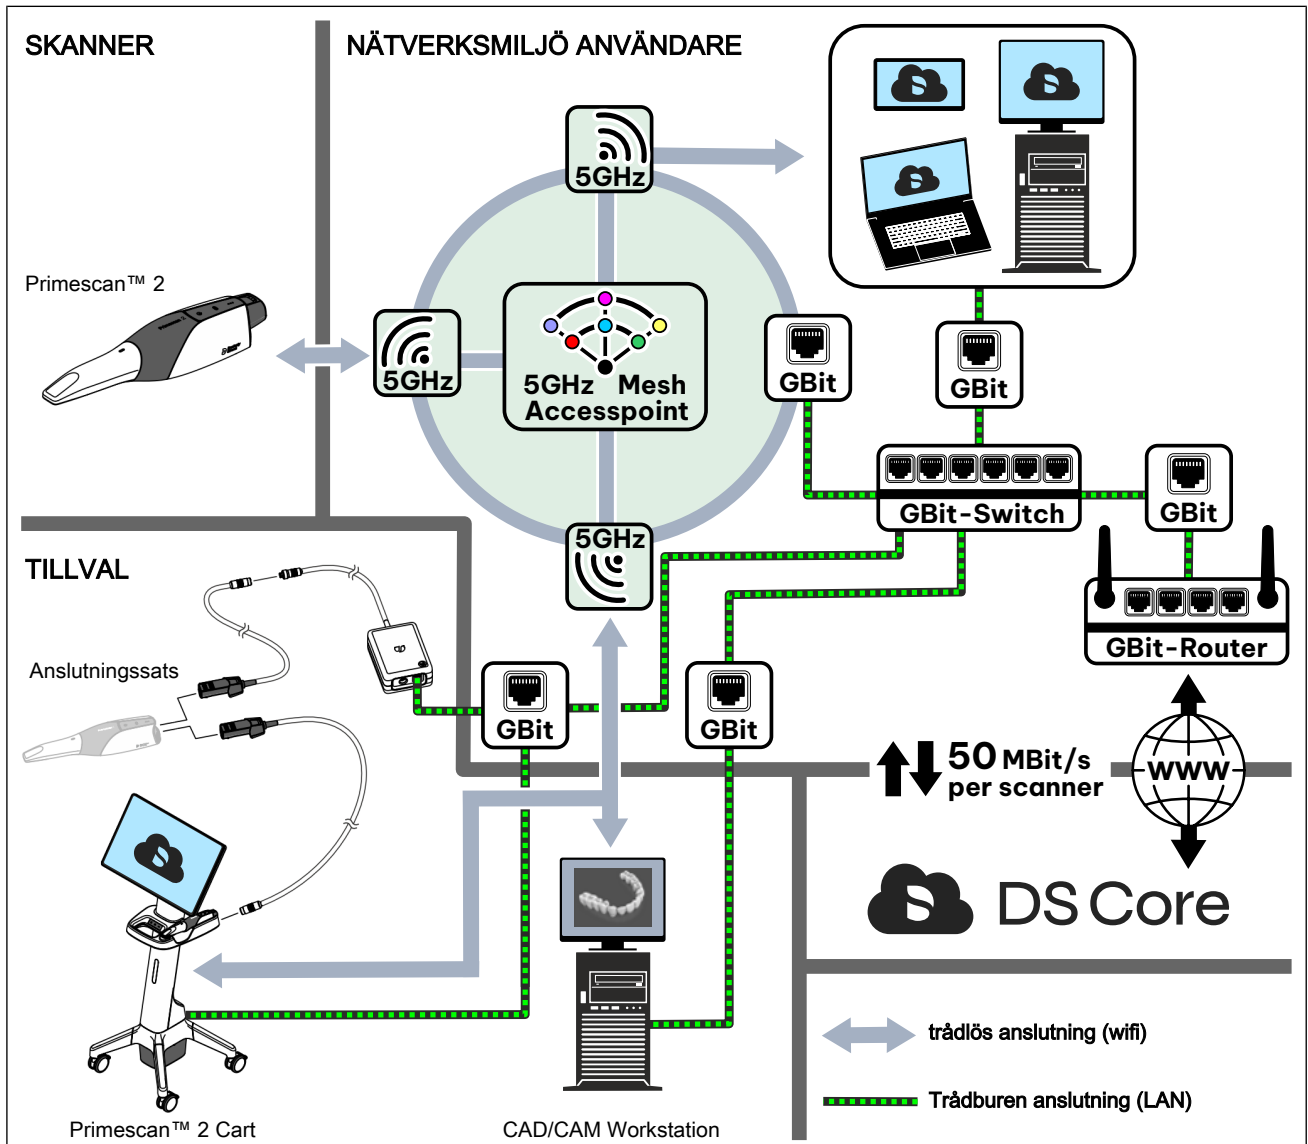 SKANNER
NÄTVERKSMILJÖ ANVÄNDARE
5GHz
Primescan™ 2
5GHz
5GHz Mesh
Accesspoint
GBit
GBit
GBit-Switch
GBit
5GHz
TILLVAL
GBit-Router
Anslutningssats
GBit
GBit
50 MBit/s
per scanner
WWW
DS Core
trådlös anslutning (wifi)
Trådburen anslutning (LAN)
Primescan™ 2 Cart
CAD/CAM Workstation